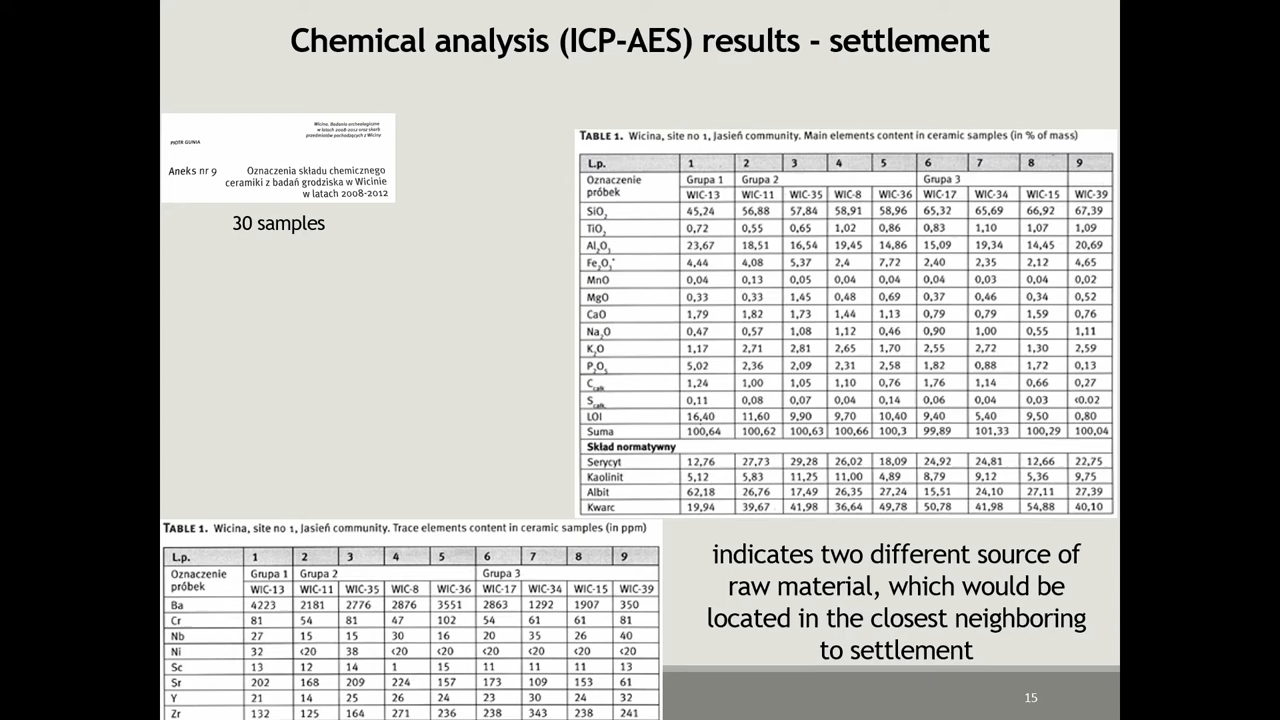 Chemical analysis (ICP-AES) results - settlement
Wicina. Badania archeologiczne
w latach 2008-2012 oraz skarb
przedmiotów pochodzących z Wiciny
PIOTR GUNIA
Aneks nr 9 Oznaczenia składu chemicznego
ceramiki z badań grodziska w Wicinie
w latach 2008-2012
30 samples
TABLE 1. Wicina, site no 1, Jasień community. Main elements content in ceramic samples (in % of mass)
L.p. 1 2 3 4 5 6 7 8 9
Oznaczenie próbek Grupa 1 Grupa 2 Grupa 3
WIC-13 WIC-11 WIC-35 WIC-8 WIC-36 WIC-17 WIC-34 WIC-15 WIC-39
SiO₂ 45,24 56,88 57,84 58,91 58,96 65,32 65,69 66,92 67,39
TiO₂ 0,72 0,55 0,65 1,02 0,86 0,83 1,10 1,07 1,09
Al₂O₃ 23,67 18,51 16,54 19,45 14,86 15,09 19,34 14,45 20,69
Fe₂O₃* 4,44 4,08 5,37 2,4 7,72 2,40 2,35 2,12 4,65
MnO 0,04 0,13 0,05 0,04 0,04 0,04 0,03 0,04 0,02
MgO 0,33 0,33 1,45 0,48 0,69 0,37 0,46 0,34 0,52
CaO 1,79 1,82 1,73 1,44 1,13 0,79 0,79 1,59 0,76
Na₂O 0,47 0,57 1,08 1,12 0,46 0,90 1,00 0,55 1,11
K₂O 1,17 2,71 2,81 2,65 1,70 2,55 2,72 1,30 2,59
P₂O₅ 5,02 2,36 2,09 2,31 2,58 1,82 0,88 1,72 0,13
C całk. 1,24 1,00 1,05 1,10 0,76 1,76 1,14 0,66 0,27
S całk. 0,11 0,08 0,07 0,04 0,14 0,06 0,04 0,03 <0.02
LOI 16,40 11,60 9,90 9,70 10,40 9,40 5,40 9,50 0,80
Suma 100,64 100,62 100,63 100,66 100,3 99,89 101,33 100,29 100,04
Skład normatywny
Serycyt 12,76 27,73 29,28 26,02 18,09 24,92 24,81 12,66 22,75
Kaolinit 5,12 5,83 11,25 11,00 4,89 8,79 9,12 5,36 9,75
Albit 62,18 26,76 17,49 26,35 27,24 15,51 24,10 27,11 27,39
Kwarc 19,94 39,67 41,98 36,64 49,78 50,78 41,98 54,88 40,10
TABLE 1. Wicina, site no 1, Jasień community. Trace elements content in ceramic samples (in ppm)
L.p. 1 2 3 4 5 6 7 8 9
Oznaczenie próbek Grupa 1 Grupa 2 Grupa 3
WIC-13 WIC-11 WIC-35 WIC-8 WIC-36 WIC-17 WIC-34 WIC-15 WIC-39
Ba 4223 2181 2776 2876 3551 2863 1292 1907 350
Cr 81 54 81 47 102 54 61 61 81
Nb 27 15 15 30 16 20 35 26 40
Ni 32 <20 38 <20 <20 <20 <20 <20 <20
Sc 13 12 14 1 15 11 11 11 13
Sr 202 168 209 224 157 173 109 153 61
Y 21 14 25 26 24 23 30 24 32
Zr 132 125 164 271 236 238 343 238 241
indicates two different source of
raw material, which would be
located in the closest neighboring
to settlement
15